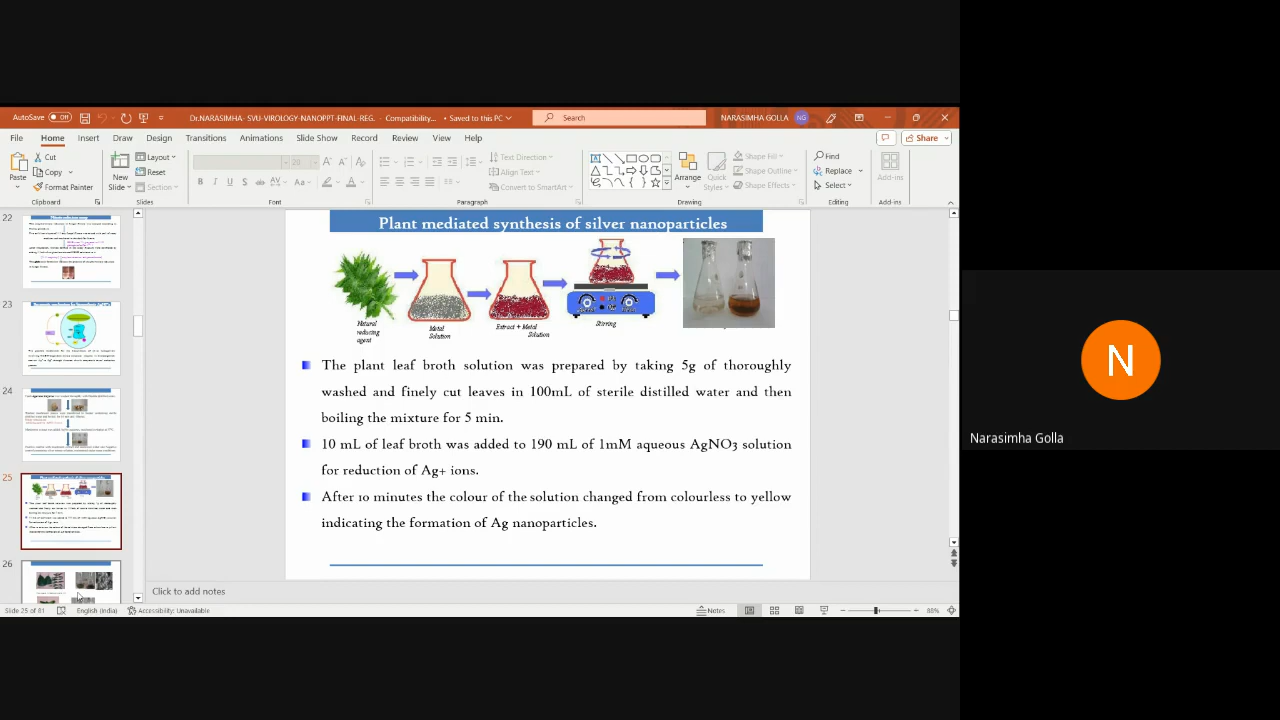 AutoSave Off Dr.NARASIMHA- SVU-VIROLOGY-NANOPPT-FINAL-REG. - Compatibility... • Saved to this PC Search NARASIMHA GOLLA NG
File Home Insert Draw Design Transitions Animations Slide Show Record Review View Help Share
Paste Cut Copy Format Painter New Slide Layout Reset Section 28 Text Direction Align Text Convert to SmartArt Arrange Quick Styles Shape Fill Shape Outline Shape Effects Find Replace Select Add-ins
Clipboard Slides Font Paragraph Drawing Editing Add-ins
22
23
24
25
26
Plant mediated synthesis of silver nanoparticles
Natural reducing agent
Metal Solution
Extract + Metal Solution
Stirring
The plant leaf broth solution was prepared by taking 5g of thoroughly
washed and finely cut leaves in 100mL of sterile distilled water and then
boiling the mixture for 5 min.
10 mL of leaf broth was added to 190 mL of 1mM aqueous AgNO3 solution
for reduction of Ag+ ions.
After 10 minutes the colour of the solution changed from colourless to yellow
indicating the formation of Ag nanoparticles.
Click to add notes
Slide 25 of 81 English (India) Accessibility: Unavailable Notes 88%
N
Narasimha Golla